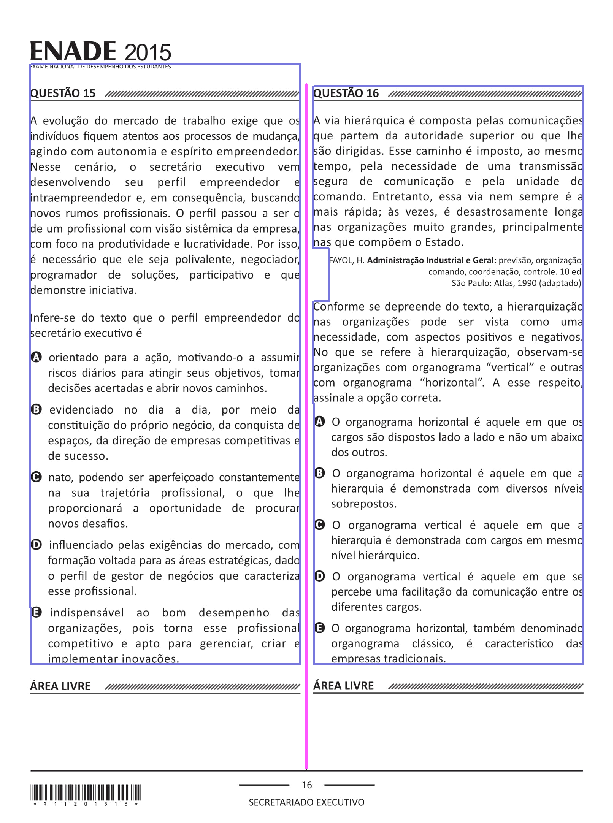 ENADE 2015
EXAME NACIONAL DE DESEMPENHO DOS ESTUDANTES
QUESTÃO 15
A evolução do mercado de trabalho exige que os
indivíduos fiquem atentos aos processos de mudança,
agindo com autonomia e espírito empreendedor.
Nesse cenário, o secretário executivo vem
desenvolvendo seu perfil empreendedor e
intraempreendedor e, em consequência, buscando
novos rumos profissionais. O perfil passou a ser o
de um profissional com visão sistêmica da empresa,
com foco na produtividade e lucratividade. Por isso,
é necessário que ele seja polivalente, negociador,
programador de soluções, participativo e que
demonstre iniciativa.
Infere-se do texto que o perfil empreendedor do
secretário executivo é
A orientado para a ação, motivando-o a assumir
riscos diários para atingir seus objetivos, tomar
decisões acertadas e abrir novos caminhos.
B evidenciado no dia a dia, por meio da
constituição do próprio negócio, da conquista de
espaços, da direção de empresas competitivas e
de sucesso.
C nato, podendo ser aperfeiçoado constantemente
na sua trajetória profissional, o que lhe
proporcionará a oportunidade de procurar
novos desafios.
D influenciado pelas exigências do mercado, com
formação voltada para as áreas estratégicas, dado
o perfil de gestor de negócios que caracteriza
esse profissional.
E indispensável ao bom desempenho das
organizações, pois torna esse profissional
competitivo e apto para gerenciar, criar e
implementar inovações.
ÁREA LIVRE
QUESTÃO 16
A via hierárquica é composta pelas comunicações
que partem da autoridade superior ou que lhe
são dirigidas. Esse caminho é imposto, ao mesmo
tempo, pela necessidade de uma transmissão
segura de comunicação e pela unidade de
comando. Entretanto, essa via nem sempre é a
mais rápida; às vezes, é desastrosamente longa
nas organizações muito grandes, principalmente
nas que compõem o Estado.
FAYOL, H. Administração Industrial e Geral: previsão, organização
comando, coordenação, controle. 10 ed
São Paulo: Atlas, 1990 (adaptado)
Conforme se depreende do texto, a hierarquização
nas organizações pode ser vista como uma
necessidade, com aspectos positivos e negativos.
No que se refere à hierarquização, observam-se
organizações com organograma “vertical” e outras
com organograma “horizontal”. A esse respeito,
assinale a opção correta.
A O organograma horizontal é aquele em que os
cargos são dispostos lado a lado e não um abaixo
dos outros.
B O organograma horizontal é aquele em que a
hierarquia é demonstrada com diversos níveis
sobrepostos.
C O organograma vertical é aquele em que a
hierarquia é demonstrada com cargos em mesmo
nível hierárquico.
D O organograma vertical é aquele em que se
percebe uma facilitação da comunicação entre os
diferentes cargos.
E O organograma horizontal, também denominado
organograma clássico, é característico das
empresas tradicionais.
ÁREA LIVRE
16
SECRETARIADO EXECUTIVO